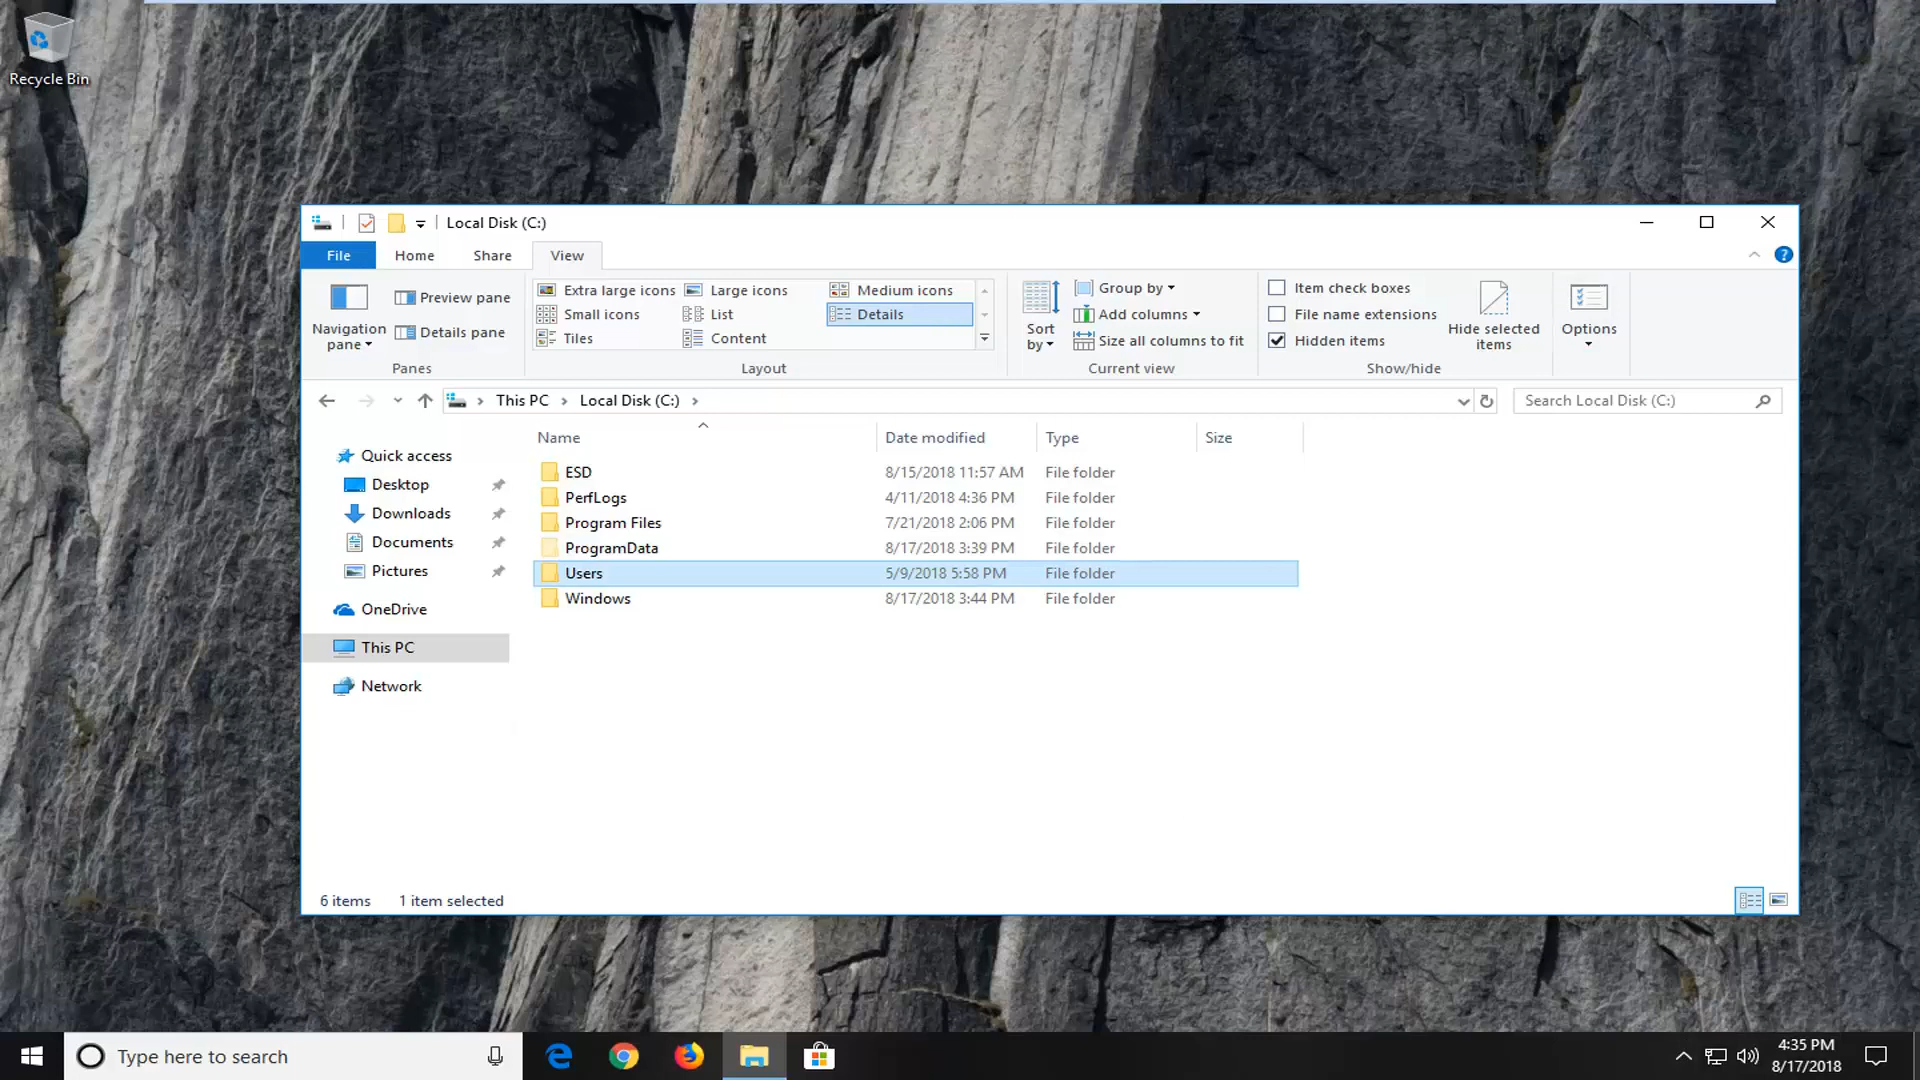 Recycle Bin
Local Disk (C:)
File Home Share View
Navigation pane
Preview pane
Details pane
Panes
Extra large icons Large icons Medium icons
Small icons List Details
Tiles Content
Layout
Sort by
Group by
Add columns
Size all columns to fit
Current view
Item check boxes
File name extensions
Hidden items
Hide selected items
Show/hide
Options
This PC Local Disk (C:)
Search Local Disk (C:)
Quick access
Desktop
Downloads
Documents
Pictures
OneDrive
This PC
Network
Name Date modified Type Size
ESD 8/15/2018 11:57 AM File folder
PerfLogs 4/11/2018 4:36 PM File folder
Program Files 7/21/2018 2:06 PM File folder
ProgramData 8/17/2018 3:39 PM File folder
Users 5/9/2018 5:58 PM File folder
Windows 8/17/2018 3:44 PM File folder
6 items 1 item selected
Type here to search
4:35 PM
8/17/2018